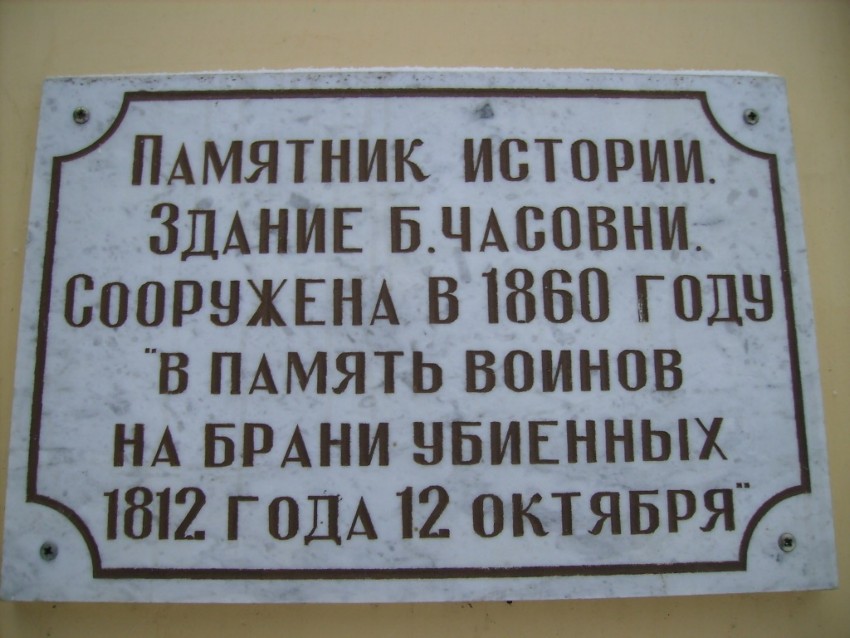 Памятник истории.
Здание б. часовни.
Сооружена в 1860 году
"в память воинов
на брани убиенных
1812 года 12 октября"